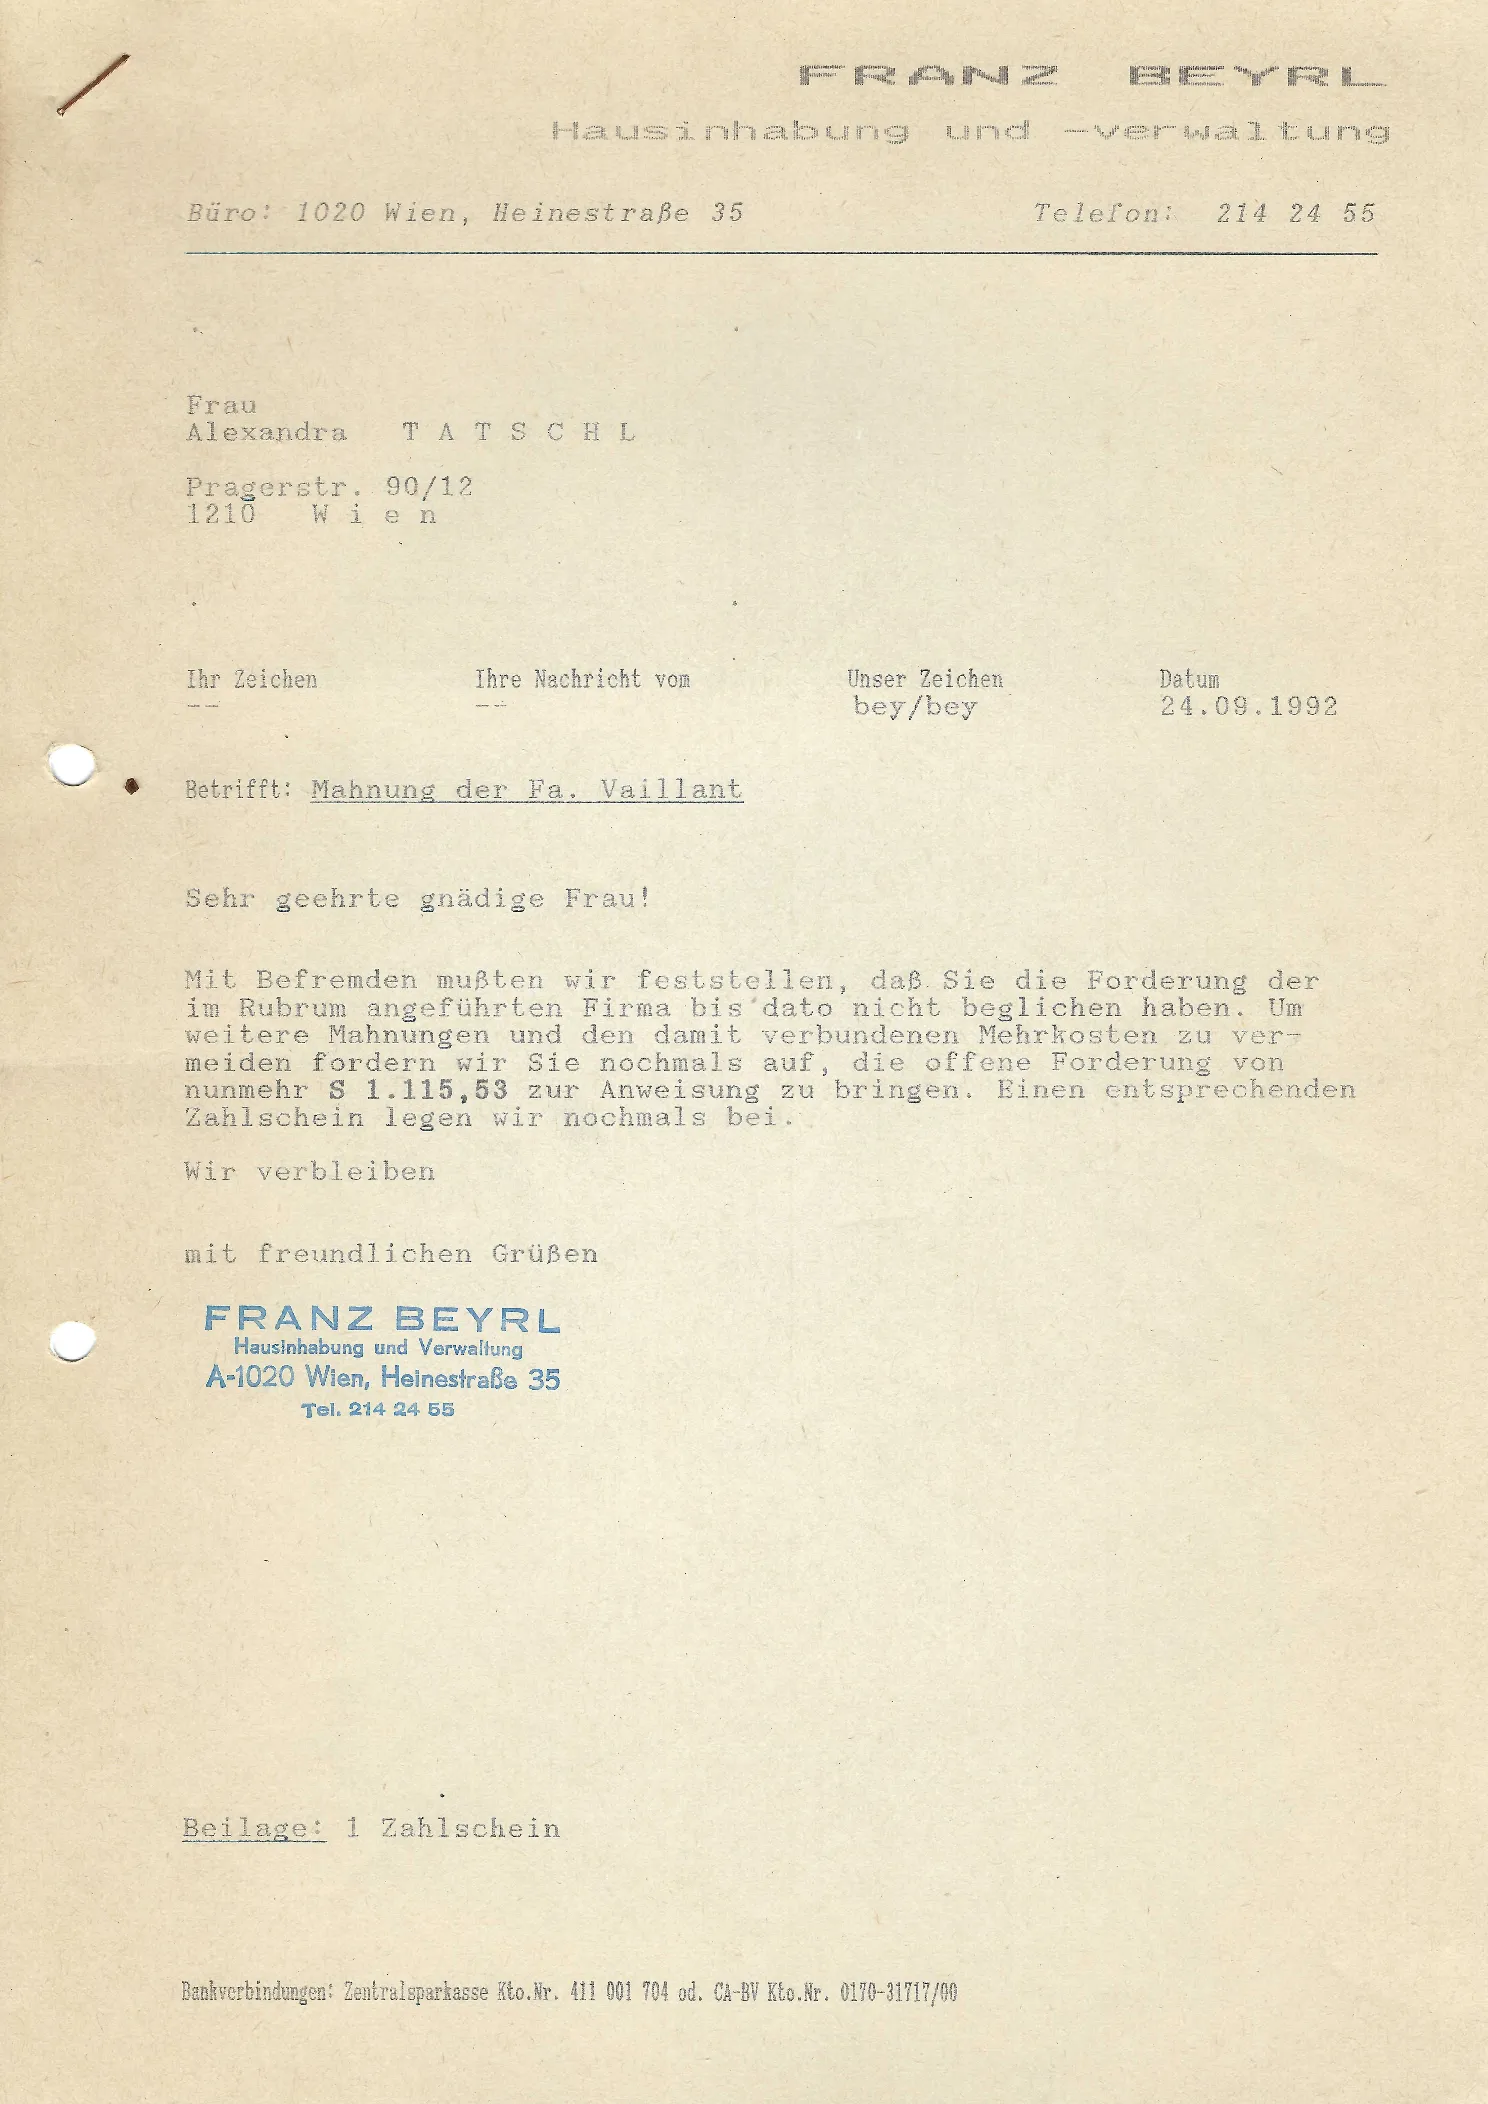 FRANZ BEYRL
Hausinhabung und -verwaltung
Büro: 1020 Wien, Heinestraße 35 Telefon: 214 24 55
Frau
Alexandra T A T S C H L
Pragerstr. 90/12
1210 W i e n
Ihr Zeichen Ihre Nachricht vom Unser Zeichen Datum
-- -- bey/bey 24.09.1992
Betrifft: Mahnung der Fa. Vaillant
Sehr geehrte gnädige Frau!
Mit Befremden mußten wir feststellen, daß Sie die Forderung der
im Rubrum angeführten Firma bis dato nicht beglichen haben. Um
weitere Mahnungen und den damit verbundenen Mehrkosten zu ver-
meiden fordern wir Sie nochmals auf, die offene Forderung von
nunmehr S 1.115,53 zur Anweisung zu bringen. Einen entsprechenden
Zahlschein legen wir nochmals bei.
Wir verbleiben
mit freundlichen Grüßen
FRANZ BEYRL
Hausinhabung und Verwaltung
A-1020 Wien, Heinestraße 35
Tel. 214 24 55
Beilage: 1 Zahlschein
Bankverbindungen: Zentralsparkasse Kto.Nr. 411 001 704 od. CA-BV Kto.Nr. 0170-31717/00